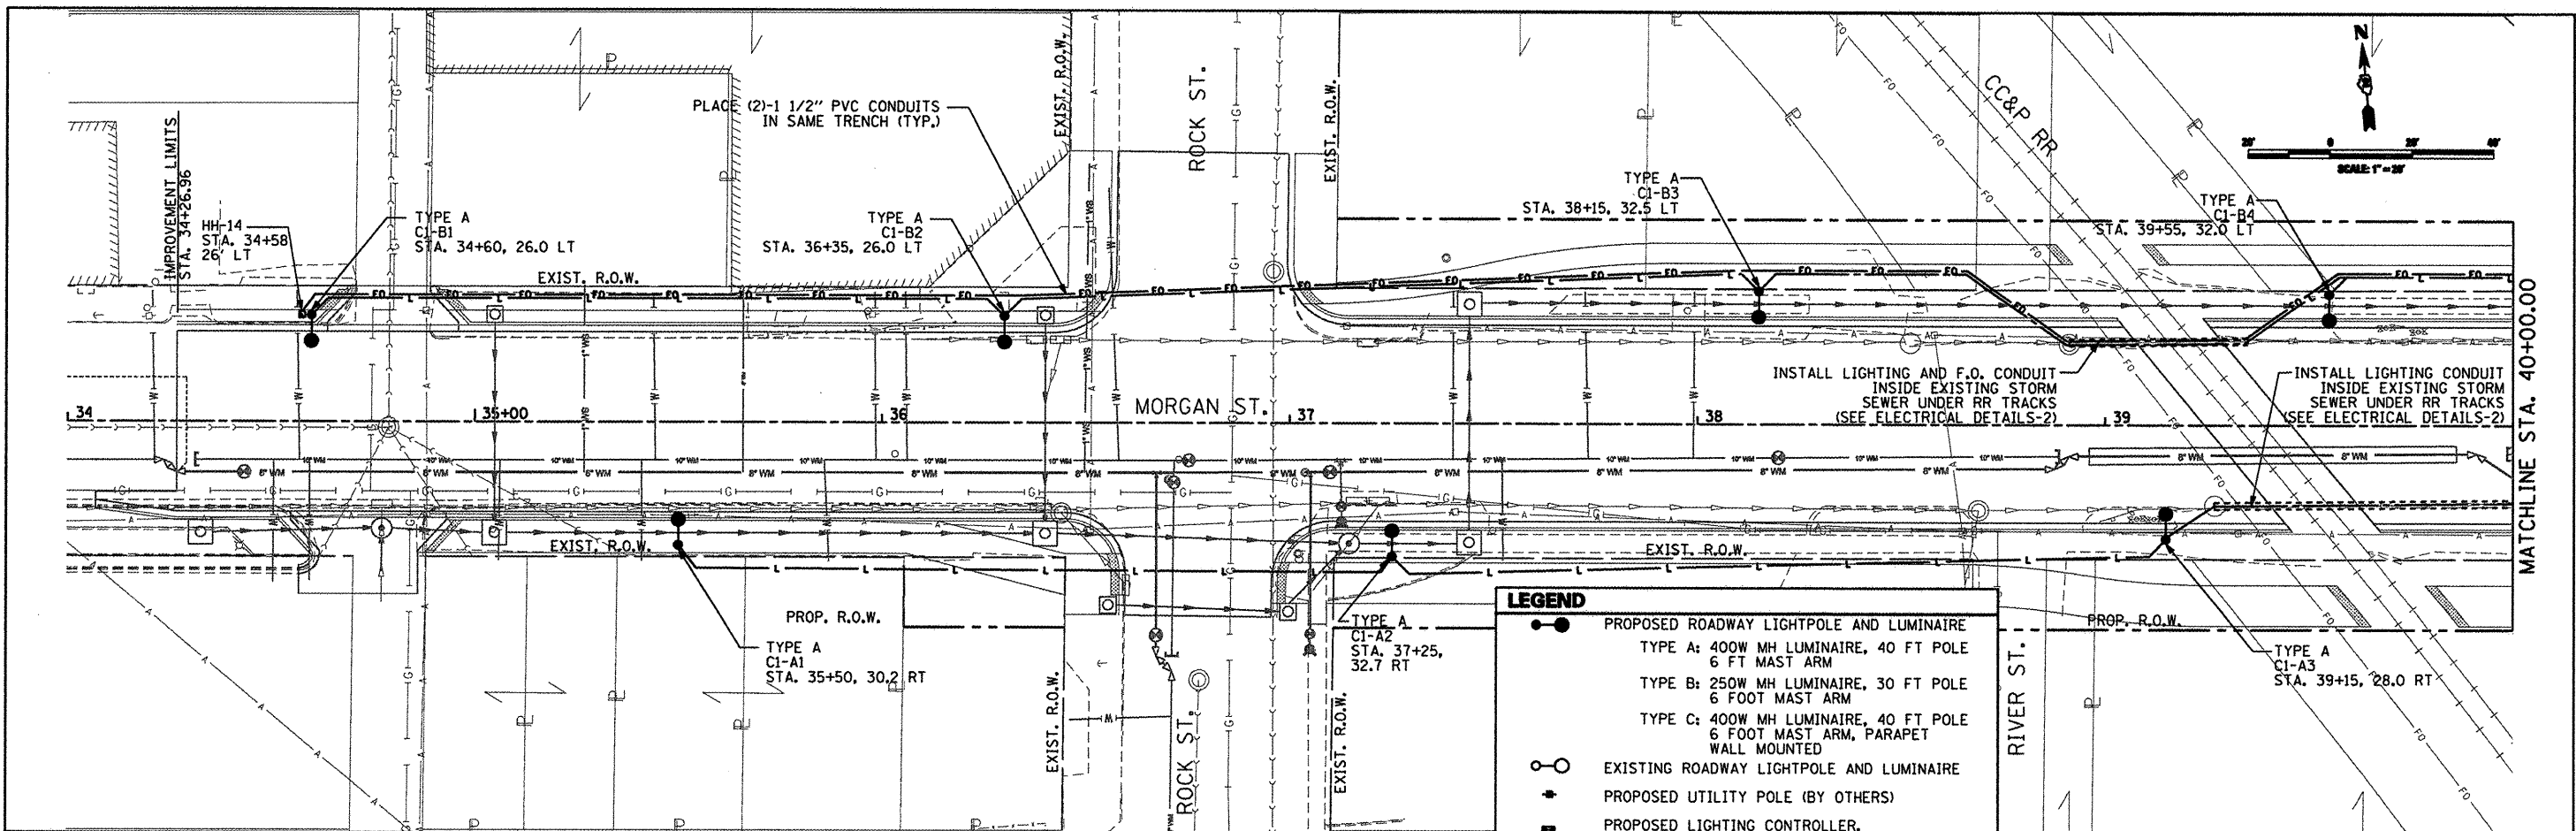 IMPROVEMENT LIMITS
STA. 34+26.96
HH-14
STA. 34+58
26' LT
TYPE A
C1-B1
STA. 34+60, 26.0 LT
PLACE (2)-1 1/2" PVC CONDUITS
IN SAME TRENCH (TYP.)
TYPE A
C1-B2
STA. 36+35, 26.0 LT
EXIST. R.O.W.
EXIST. R.O.W.
ROCK ST.
EXIST. R.O.W.
TYPE A
C1-B3
STA. 38+15, 32.5 LT
CC&P RR
TYPE A
C1-B4
STA. 39+55, 32.0 LT
N
20'
0
20'
40'
SCALE: 1" = 20'
INSTALL LIGHTING AND F.O. CONDUIT
INSIDE EXISTING STORM
SEWER UNDER RR TRACKS
(SEE ELECTRICAL DETAILS-2)
INSTALL LIGHTING CONDUIT
INSIDE EXISTING STORM
SEWER UNDER RR TRACKS
(SEE ELECTRICAL DETAILS-2)
MATCHLINE STA. 40+00.00
34
35+00
36
MORGAN ST.
37
38
39
10" WM
8" WM
EXIST. R.O.W.
EXIST. R.O.W.
PROP. R.O.W.
TYPE A
C1-A1
STA. 35+50, 30.2 RT
EXIST. R.O.W.
ROCK ST.
EXIST. R.O.W.
TYPE A
C1-A2
STA. 37+25,
32.7 RT
PROP. R.O.W.
RIVER ST.
TYPE A
C1-A3
STA. 39+15, 28.0 RT
LEGEND
PROPOSED ROADWAY LIGHTPOLE AND LUMINAIRE
TYPE A: 400W MH LUMINAIRE, 40 FT POLE
6 FT MAST ARM
TYPE B: 250W MH LUMINAIRE, 30 FT POLE
6 FOOT MAST ARM
TYPE C: 400W MH LUMINAIRE, 40 FT POLE
6 FOOT MAST ARM, PARAPET
WALL MOUNTED
EXISTING ROADWAY LIGHTPOLE AND LUMINAIRE
PROPOSED UTILITY POLE (BY OTHERS)
PROPOSED LIGHTING CONTROLLER,